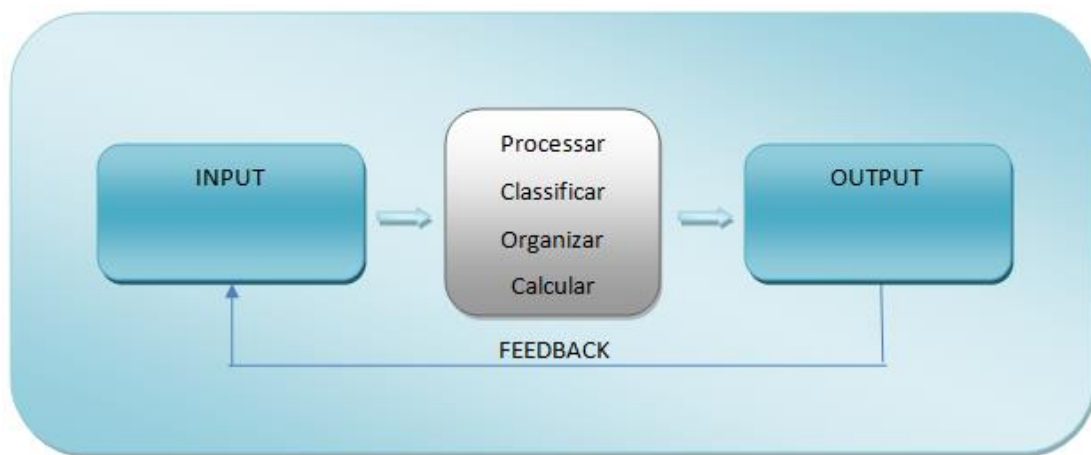 INPUT
Processar
Classificar
Organizar
Calcular
OUTPUT
FEEDBACK